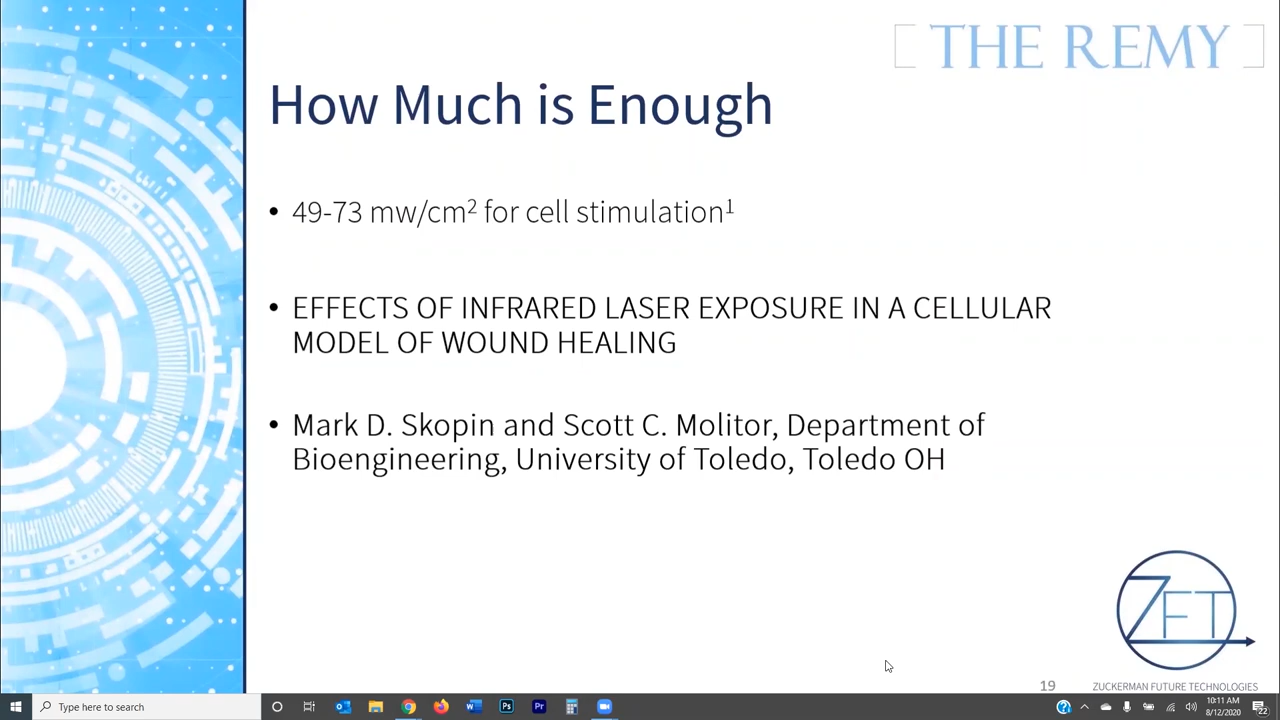 THE REMY
How Much is Enough
• 49-73 mw/cm² for cell stimulation¹
• EFFECTS OF INFRARED LASER EXPOSURE IN A CELLULAR
MODEL OF WOUND HEALING
• Mark D. Skopin and Scott C. Molitor, Department of
Bioengineering, University of Toledo, Toledo OH
ZFT
19
ZUCKERMAN FUTURE TECHNOLOGIES
Type here to search
10:11 AM
8/12/2020
22